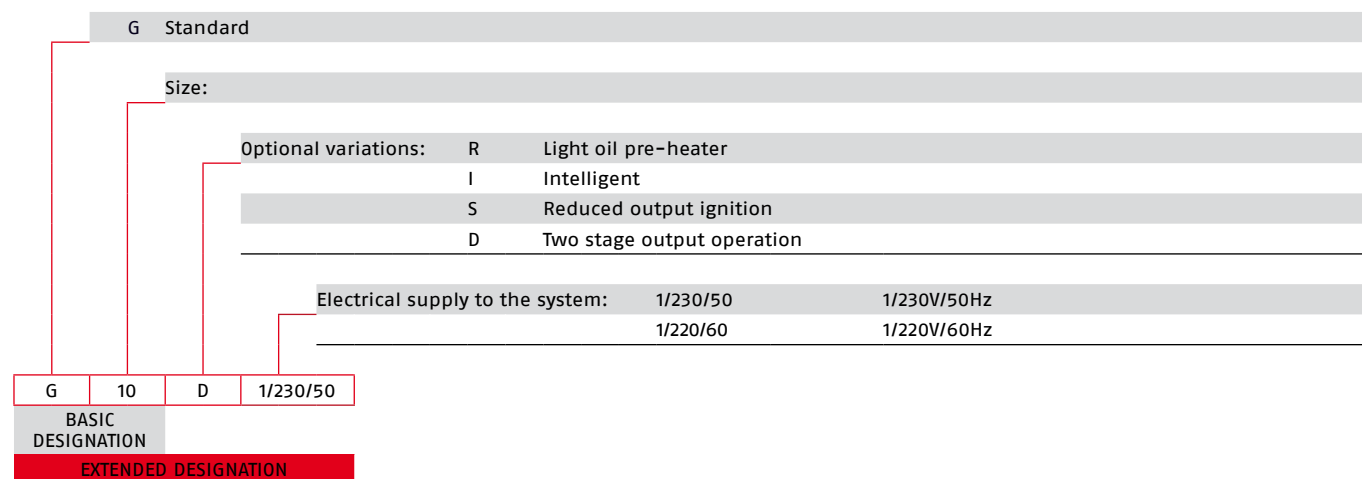 G Standard
Size:
Optional variations: R Light oil pre-heater
I Intelligent
S Reduced output ignition
D Two stage output operation
Electrical supply to the system: 1/230/50 1/230V/50Hz
1/220/60 1/220V/60Hz
G 10 D 1/230/50
BASIC
DESIGNATION
EXTENDED DESIGNATION